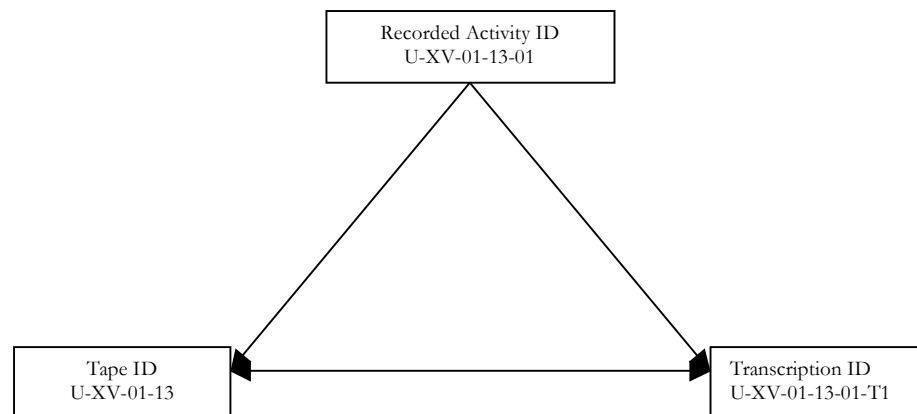 Recorded Activity ID
U-XV-01-13-01
Tape ID
U-XV-01-13
Transcription ID
U-XV-01-13-01-T1